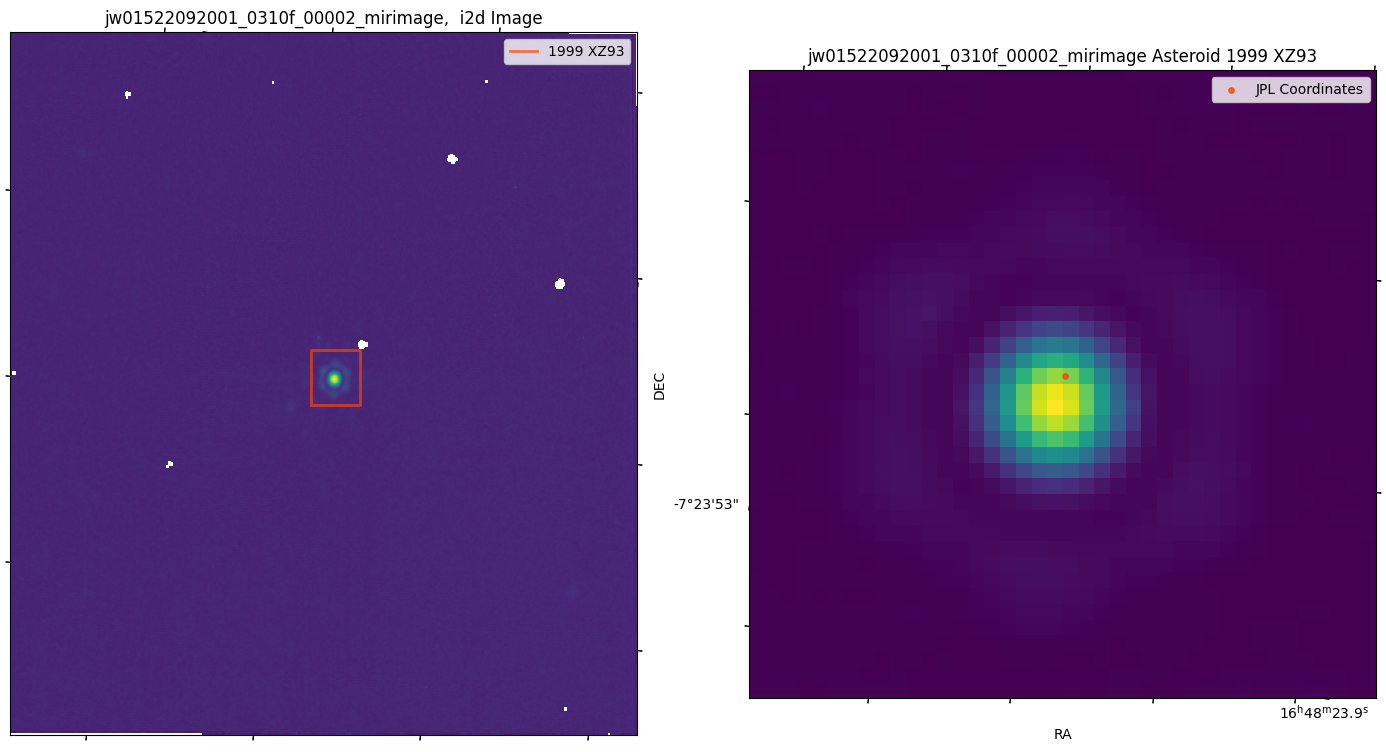 jw01522092001_0310f_00002_mirimage,  i2d Image
1999 XZ93
jw01522092001_0310f_00002_mirimage Asteroid 1999 XZ93
JPL Coordinates
DEC
-7°23'53"
16h48m23.9s
RA